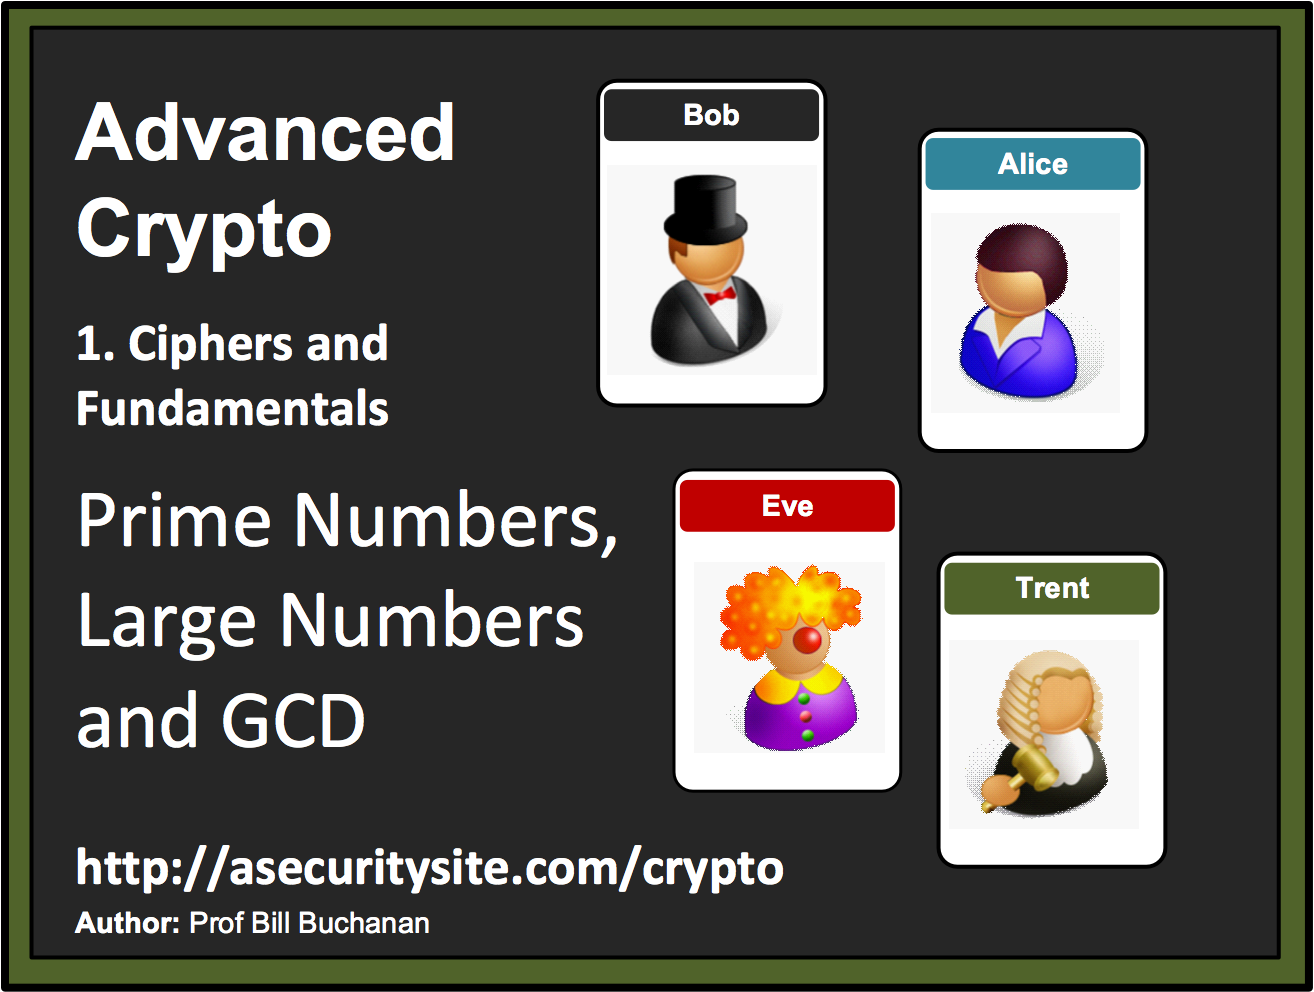 Advanced
Crypto
1. Ciphers and
Fundamentals
Prime Numbers,
Large Numbers
and GCD
http://asecuritysite.com/crypto
Author: Prof Bill Buchanan
Bob
Alice
Eve
Trent